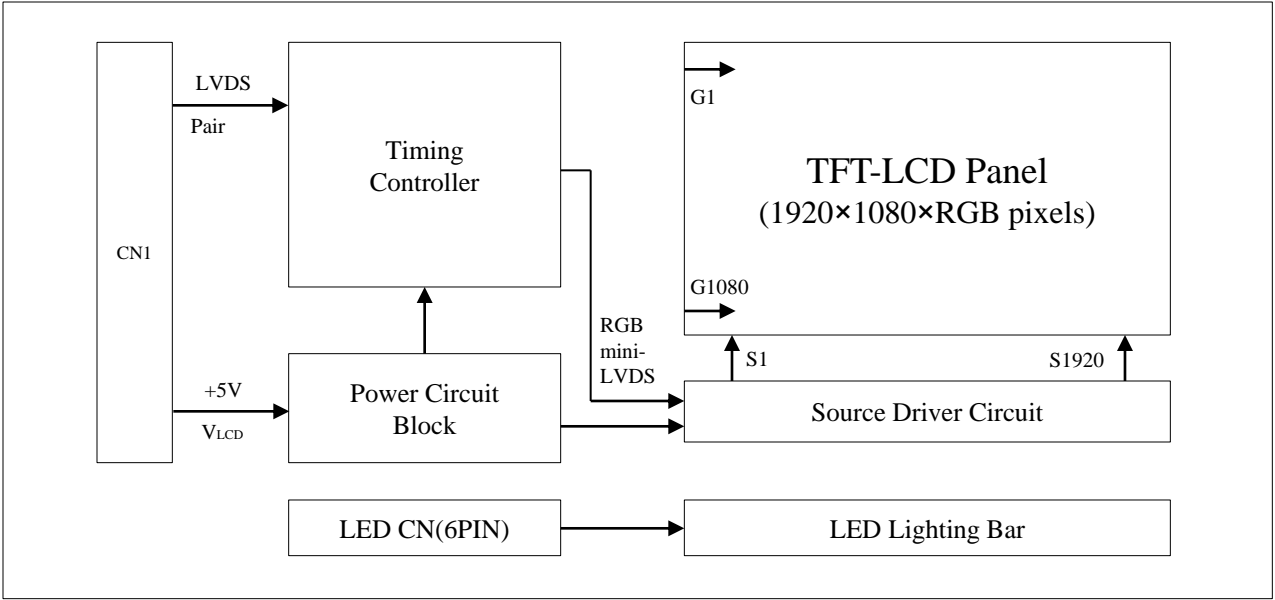 CN1
LVDS
Pair
+5V
VLCD
Timing
Controller
Power Circuit
Block
RGB
mini-
LVDS
G1
TFT-LCD Panel
(1920×1080×RGB pixels)
G1080
S1
S1920
Source Driver Circuit
LED CN(6PIN)
LED Lighting Bar